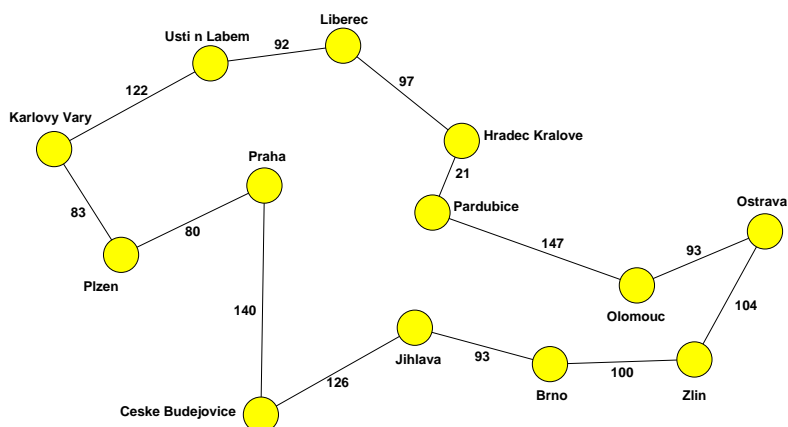 Liberec
Usti n Labem
92
97
122
Karlovy Vary
Hradec Kralove
Praha
21
Ostrava
Pardubice
83
80
147
93
Plzen
140
104
Olomouc
Jihlava
93
100
126
Brno
Zlin
Ceske Budejovice